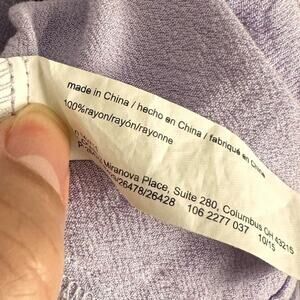 made in China / hecho en China / fabriqué en Chine
100%rayon/rayón/rayonne
Miranova Place, Suite 280, Columbus OH 43215
/26478/26428 106 2277 037 10/15